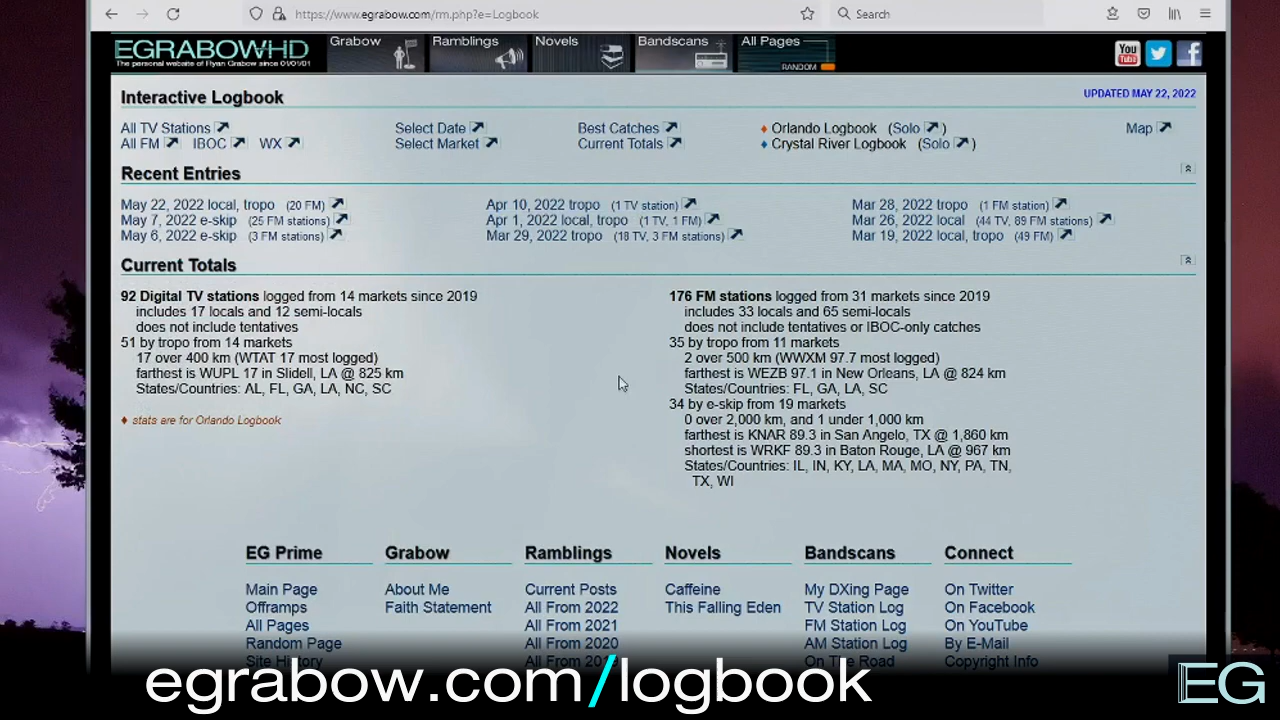 https://www.egrabow.com/rm.php?e=Logbook
Search
EGRABOWHD
The personal website of Ryan Grabow since 01/01/01
Grabow
Ramblings
Novels
Bandscans
All Pages
RANDOM
You
Tube
Interactive Logbook
UPDATED MAY 22, 2022
All TV Stations
Select Date
Best Catches
♦ Orlando Logbook (Solo )
Map
All FM IBOC WX
Select Market
Current Totals
♦ Crystal River Logbook (Solo )
Recent Entries
May 22, 2022 local, tropo (20 FM)
Apr 10, 2022 tropo (1 TV station)
Mar 28, 2022 tropo (1 FM station)
May 7, 2022 e-skip (25 FM stations)
Apr 1, 2022 local, tropo (1 TV, 1 FM)
Mar 26, 2022 local (44 TV, 89 FM stations)
May 6, 2022 e-skip (3 FM stations)
Mar 29, 2022 tropo (18 TV, 3 FM stations)
Mar 19, 2022 local, tropo (49 FM)
Current Totals
92 Digital TV stations logged from 14 markets since 2019
includes 17 locals and 12 semi-locals
does not include tentatives
51 by tropo from 14 markets
17 over 400 km (WTAT 17 most logged)
farthest is WUPL 17 in Slidell, LA @ 825 km
States/Countries: AL, FL, GA, LA, NC, SC
♦ stats are for Orlando Logbook
176 FM stations logged from 31 markets since 2019
includes 33 locals and 65 semi-locals
does not include tentatives or IBOC-only catches
35 by tropo from 11 markets
2 over 500 km (WWXM 97.7 most logged)
farthest is WEZB 97.1 in New Orleans, LA @ 824 km
States/Countries: FL, GA, LA, SC
34 by e-skip from 19 markets
0 over 2,000 km, and 1 under 1,000 km
farthest is KNAR 89.3 in San Angelo, TX @ 1,860 km
shortest is WRKF 89.3 in Baton Rouge, LA @ 967 km
States/Countries: IL, IN, KY, LA, MA, MO, NY, PA, TN,
TX, WI
EG Prime
Main Page
Offramps
All Pages
Random Page
Site History
Grabow
About Me
Faith Statement
Ramblings
Current Posts
All From 2022
All From 2021
All From 2020
All From 2019
Novels
Caffeine
This Falling Eden
Bandscans
My DXing Page
TV Station Log
FM Station Log
AM Station Log
On The Road
Connect
On Twitter
On Facebook
On YouTube
By E-Mail
Copyright Info
egrabow.com/logbook
EG